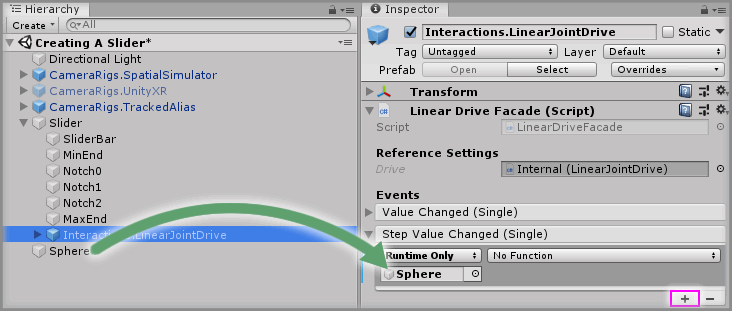 Hierarchy
Create
All
Creating A Slider*
Directional Light
CameraRigs.SpatialSimulator
CameraRigs.UnityXR
CameraRigs.TrackedAlias
Slider
SliderBar
MinEnd
Notch0
Notch1
Notch2
MaxEnd
Interactions.LinearJointDrive
Sphere
Inspector
Interactions.LinearJointDrive
Static
Tag Untagged Layer Default
Prefab Open Select Overrides
Transform
Linear Drive Facade (Script)
Script LinearDriveFacade
Reference Settings
Drive Internal (LinearJointDrive)
Events
Value Changed (Single)
Step Value Changed (Single)
Runtime Only No Function
Sphere